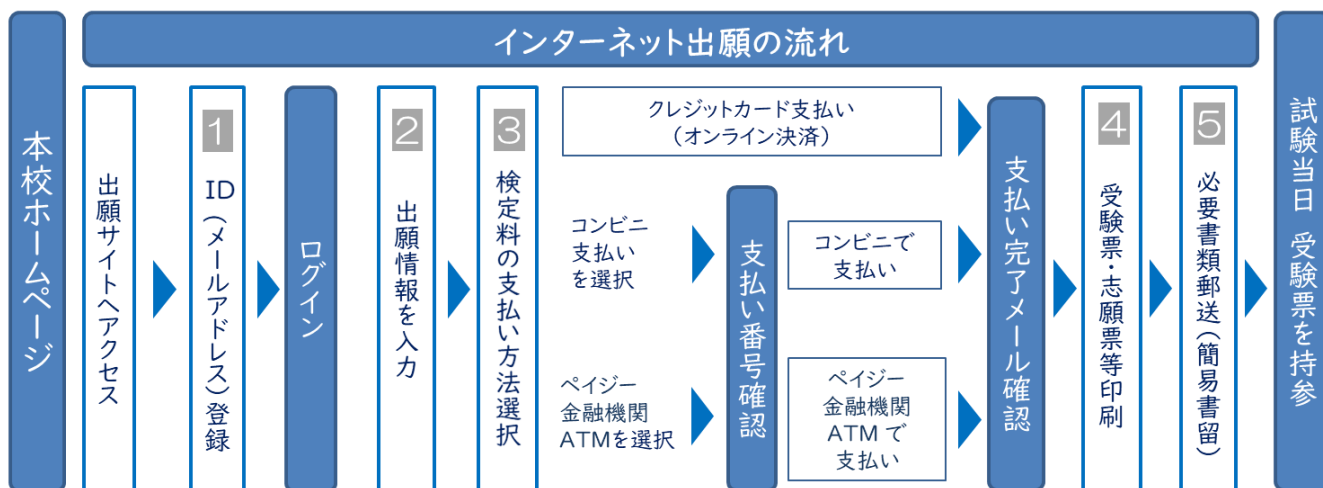 インターネット出願の流れ
本校ホームページ
出願サイトへアクセス
1
ID(メールアドレス)登録
ログイン
2
出願情報を入力
3
検定料の支払い方法選択
クレジットカード支払い
(オンライン決済)
コンビニ
支払い
を選択
ペイジー
金融機関
ATMを選択
支払い番号確認
コンビニで
支払い
ペイジー
金融機関
ATM で
支払い
支払い完了メール確認
4
受験票・志願票等印刷
5
必要書類郵送(簡易書留)
試験当日 受験票を持参